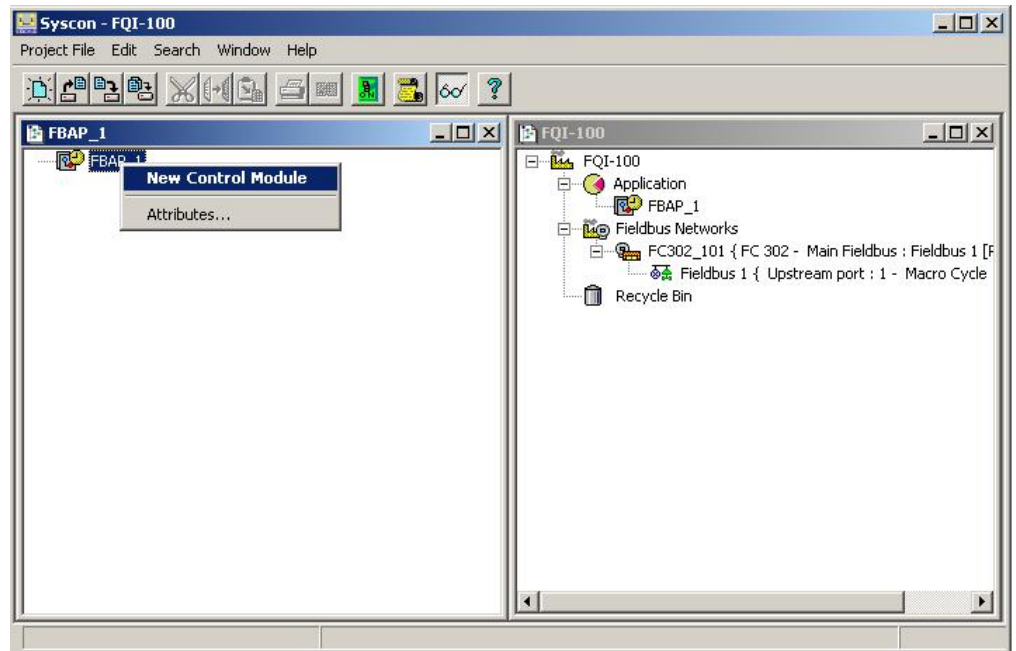 Syscon - FQI-100
Project File Edit Search Window Help
FBAP_1
FBAP_1
New Control Module
Attributes...
FQI-100
FQI-100
Application
FBAP_1
Fieldbus Networks
FC302_101 { FC 302 - Main Fieldbus : Fieldbus 1 [F
Fieldbus 1 { Upstream port : 1 - Macro Cycle
Recycle Bin